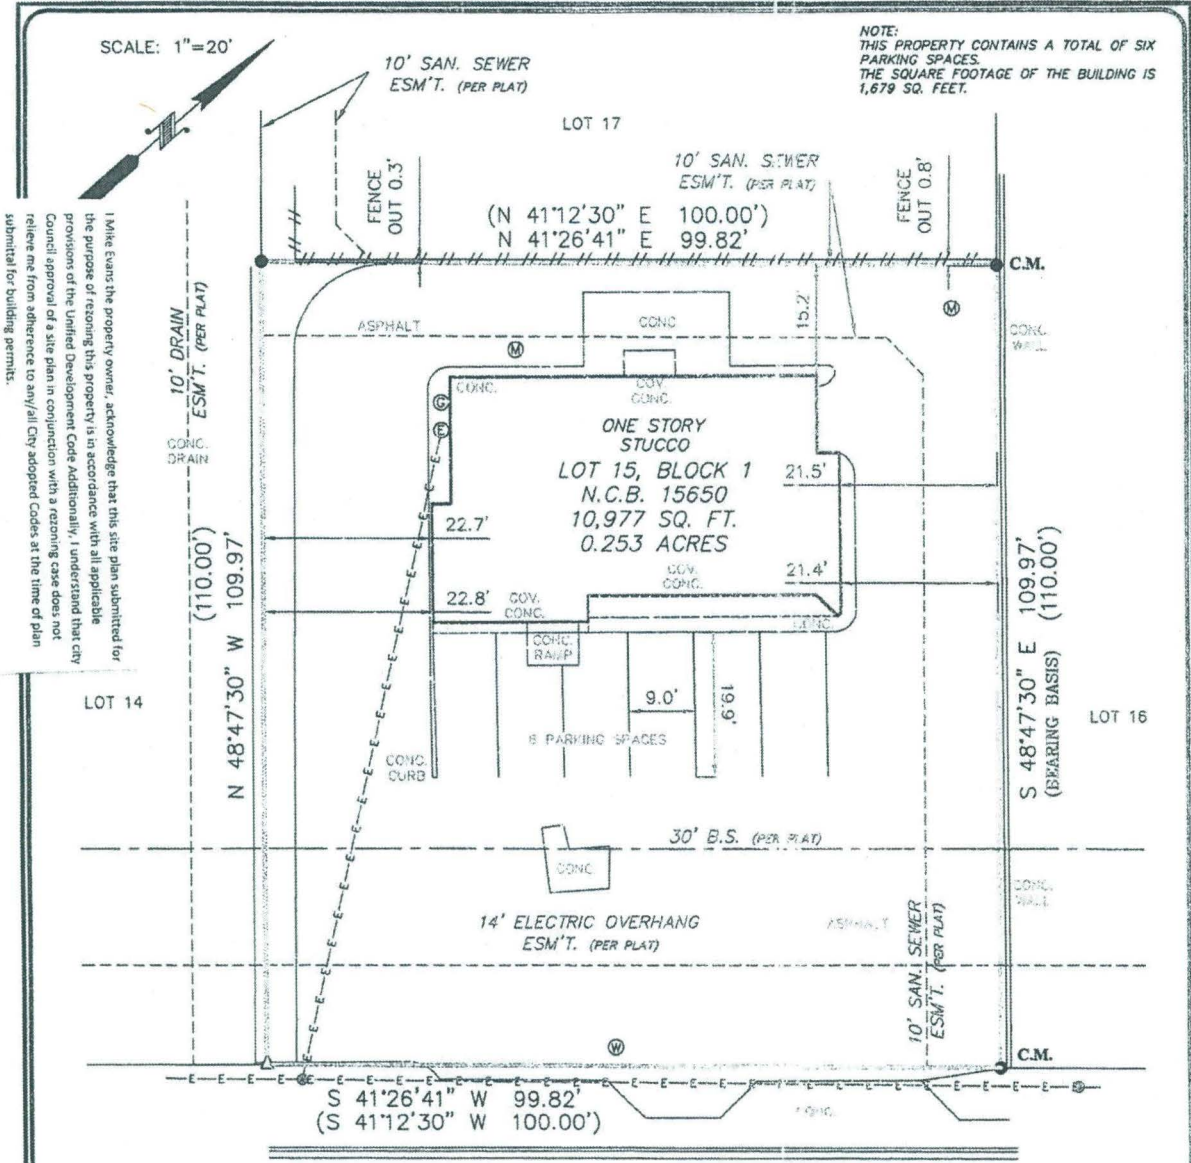 SCALE: 1"=20'
10' SAN. SEWER
ESM'T. (PER PLAT)
NOTE:
THIS PROPERTY CONTAINS A TOTAL OF SIX
PARKING SPACES.
THE SQUARE FOOTAGE OF THE BUILDING IS
1,679 SQ. FEET.
LOT 17
10' SAN. SEWER
ESM'T. (PER PLAT)
FENCE
OUT 0.3'
FENCE
OUT 0.8'
(N 41°12'30" E 100.00')
N 41°26'41" E 99.82'
C.M.
I Mike Evans the property owner, acknowledge that this site plan submitted for
the purpose of rezoning this property is in accordance with all applicable
provisions of the Unified Development Code Additionally, I understand that city
Council approval of a site plan in conjunction with a rezoning case does not
relieve me from adherence to any/all City adopted Codes at the time of plan
submittal for building permits.
10' DRAIN
ESM'T. (PER PLAT)
ASPHALT
CONC
15.2'
M
M
CONC.
WALL
CONC.
COV.
CONC.
G
E
CONC.
DRAIN
ONE STORY
STUCCO
LOT 15, BLOCK 1
N.C.B. 15650
10,977 SQ. FT.
0.253 ACRES
21.5'
22.7'
COV.
CONC.
21.4'
22.8'
COV.
CONC.
CONC.
CONC.
RAMP
(110.00')
N 48°47'30" W 109.97'
S 48°47'30" E 109.97'
(BEARING BASIS) (110.00')
LOT 14
9.0'
19.9'
LOT 16
6 PARKING SPACES
CONC.
CURB
30' B.S. (PER PLAT)
CONC.
CONC.
WALL
14' ELECTRIC OVERHANG
ESM'T. (PER PLAT)
ASPHALT
10' SAN. SEWER
ESM'T. (PER PLAT)
W
C.M.
E E E E E E E E E E E E
S 41°26'41" W 99.82'
(S 41°12'30" W 100.00')
CONC.